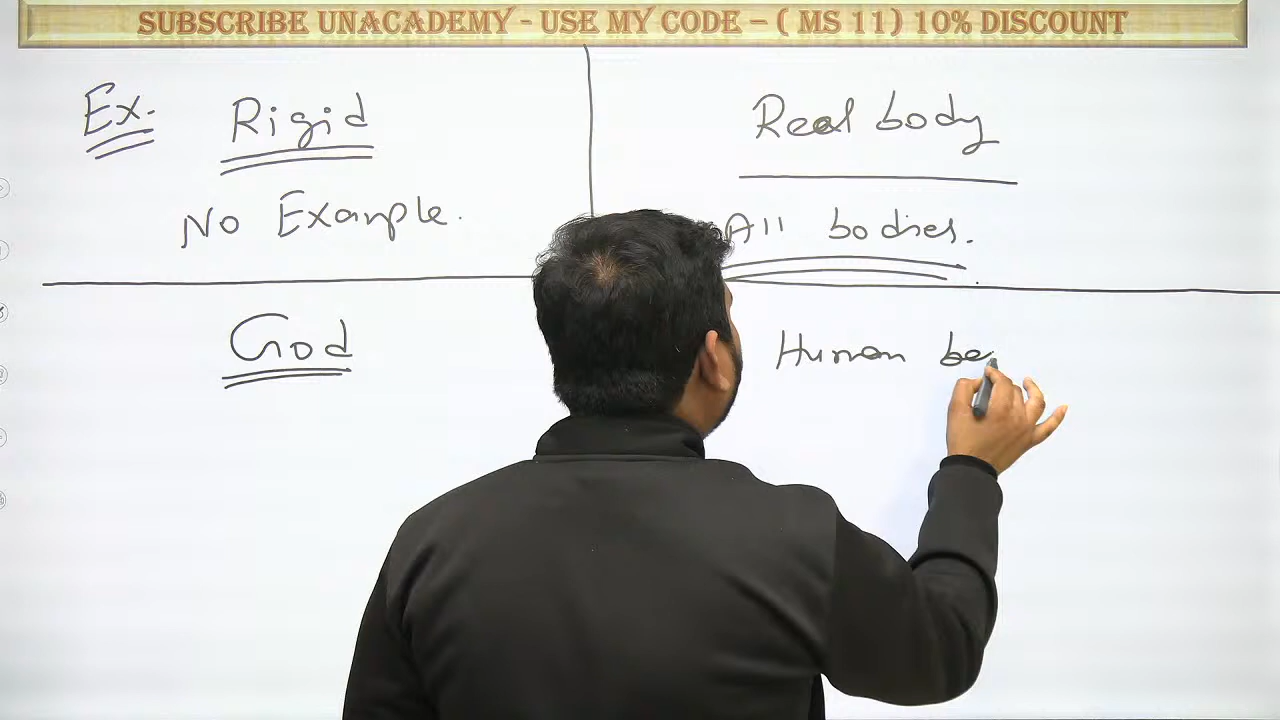 SUBSCRIBE UNACADEMY - USE MY CODE – ( MS 11) 10% DISCOUNT
Ex. Rigid
No Example.
Real body
All bodies.
God
Human be